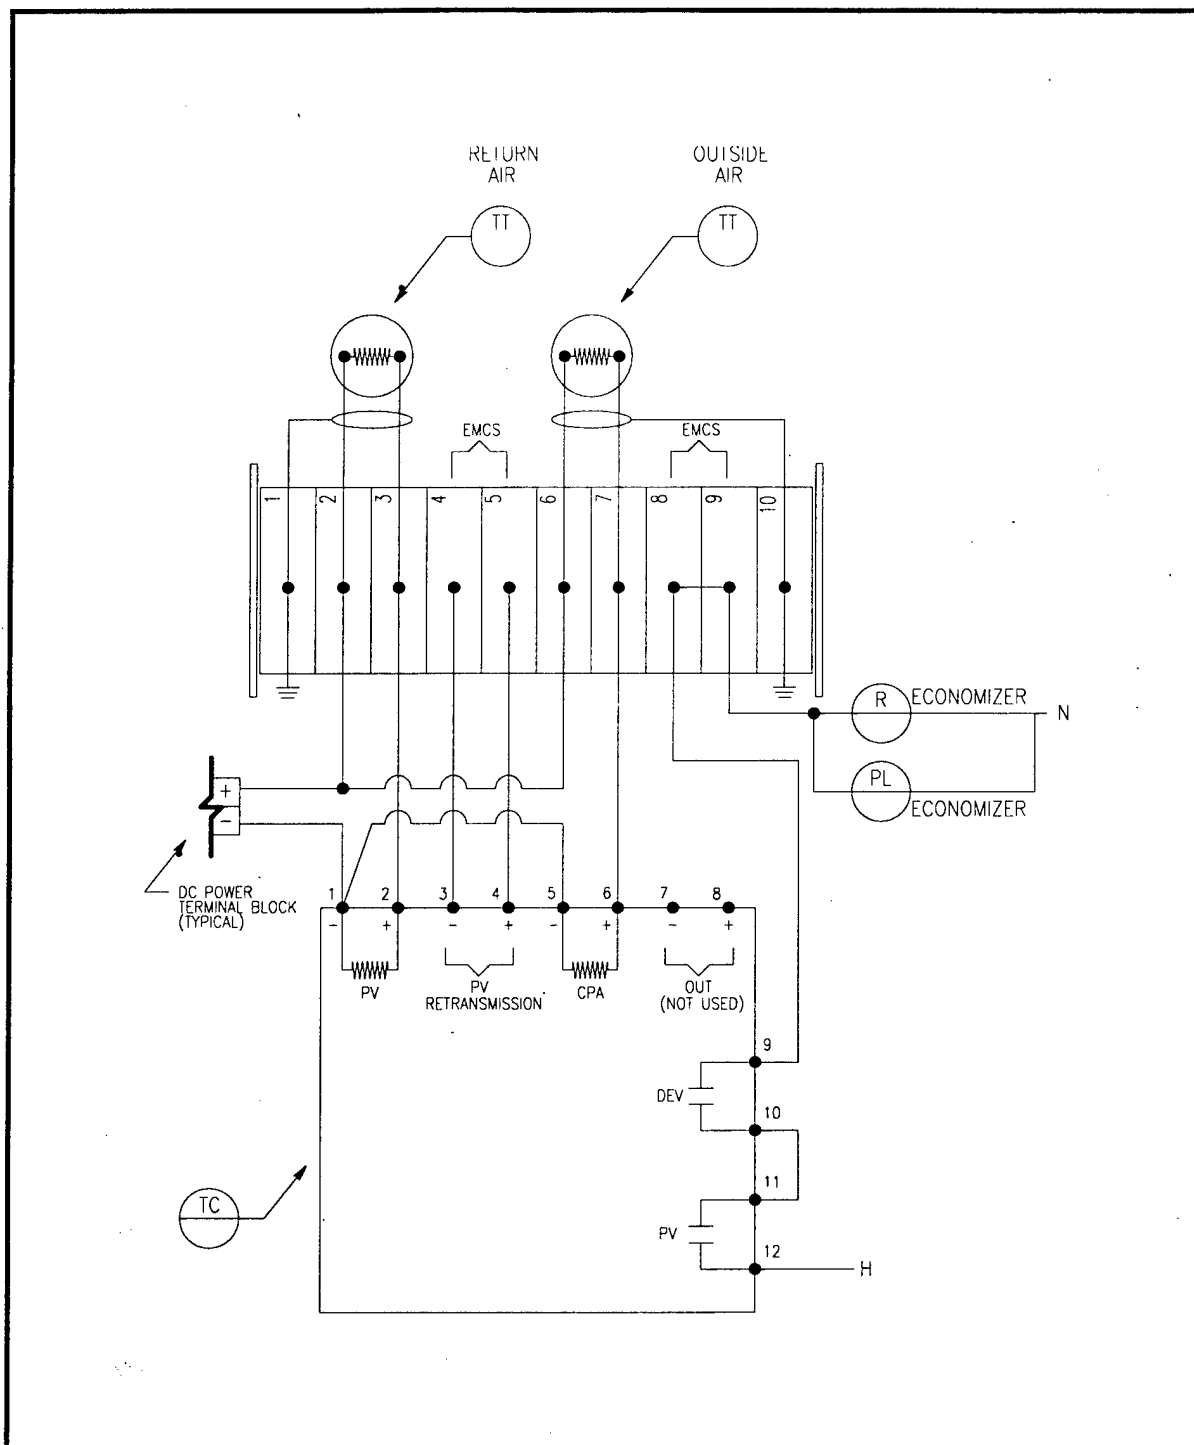 RETURN
AIR
OUTSIDE
AIR
TT
TT
EMCS
EMCS
1
2
3
4
5
6
7
8
9
10
R
ECONOMIZER
N
PL
ECONOMIZER
+
-
DC POWER
TERMINAL BLOCK
(TYPICAL)
1
2
3
4
5
6
7
8
-
+
-
+
-
+
-
+
PV
PV
RETRANSMISSION
CPA
OUT
(NOT USED)
9
DEV
10
11
TC
PV
12
H